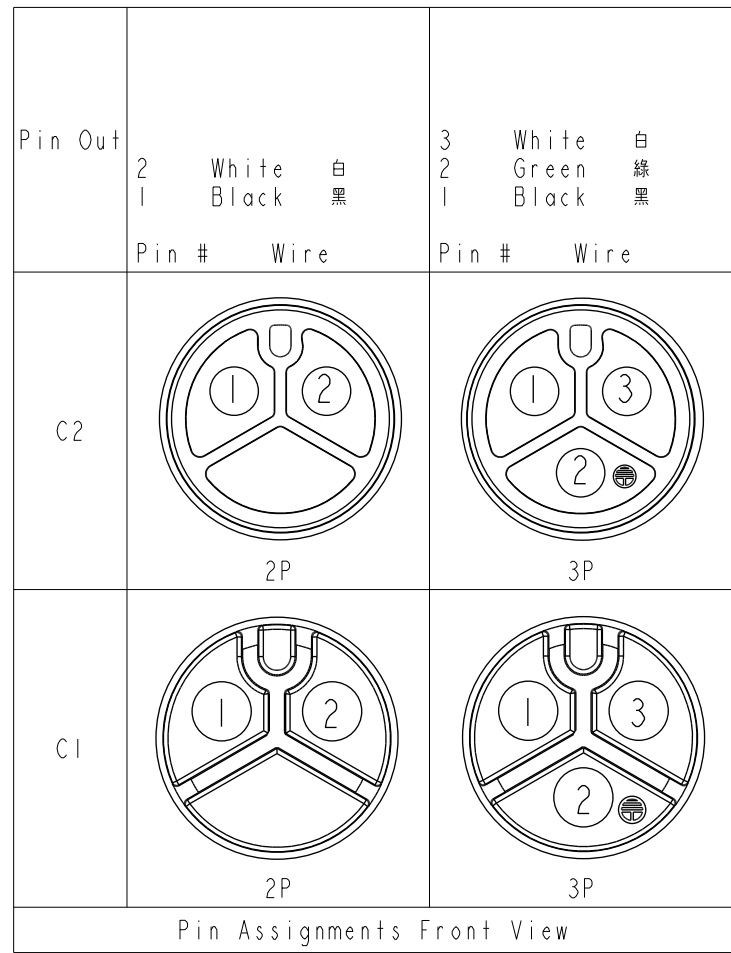 Pin Out
2 White 白
1 Black 黑
Pin # Wire
3 White 白
2 Green 綠
1 Black 黑
Pin # Wire
C2
1 2
2P
1 3
2
3P
C1
1 2
2P
1 3
2
3P
Pin Assignments Front View